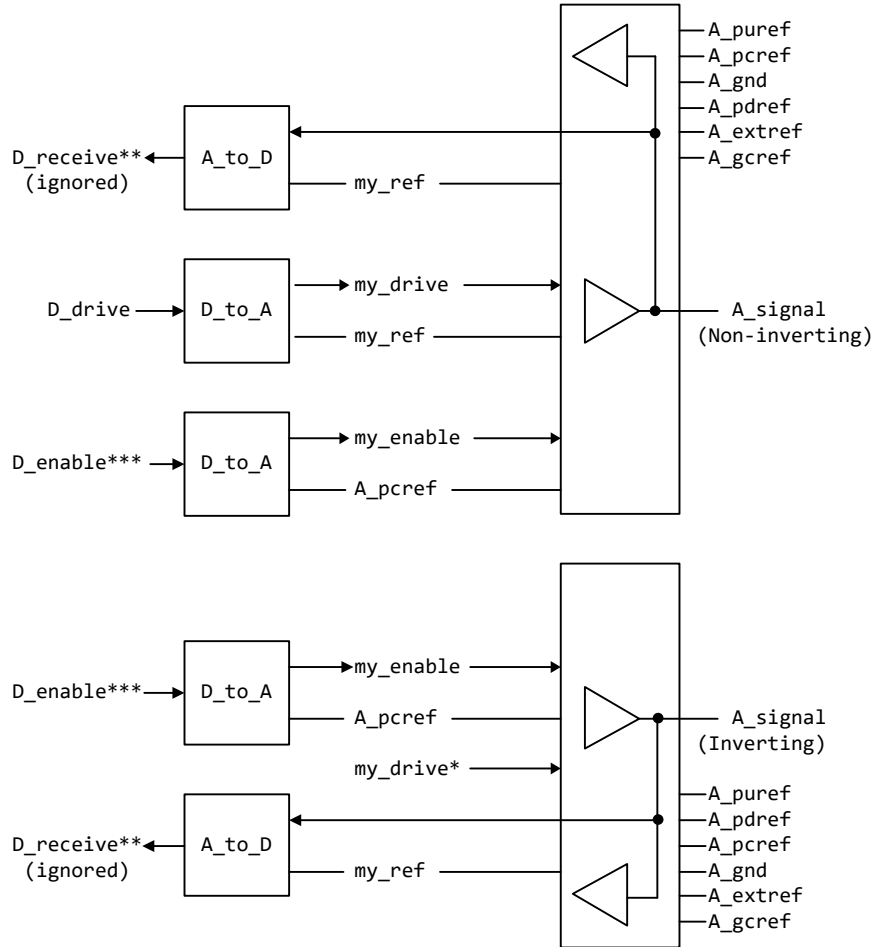 A_puref
A_pcref
A_gnd
A_pdref
A_extref
A_gcref
D_receive**
(ignored)
A_to_D
my_ref
D_drive
D_to_A
my_drive
my_ref
A_signal
(Non-inverting)
D_enable***
D_to_A
my_enable
A_pcref
D_enable***
D_to_A
my_enable
A_pcref
A_signal
(Inverting)
my_drive*
D_receive**
(ignored)
A_to_D
my_ref
A_puref
A_pdref
A_pcref
A_gnd
A_extref
A_gcref